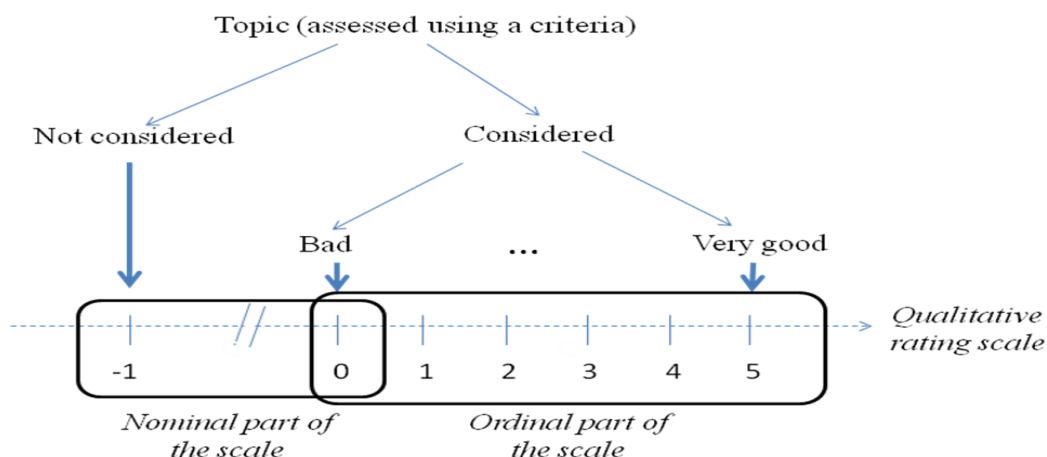 Topic (assessed using a criteria)
Not considered
Considered
Bad
...
Very good
Qualitative
rating scale
-1
0
1
2
3
4
5
Nominal part of
the scale
Ordinal part of
the scale